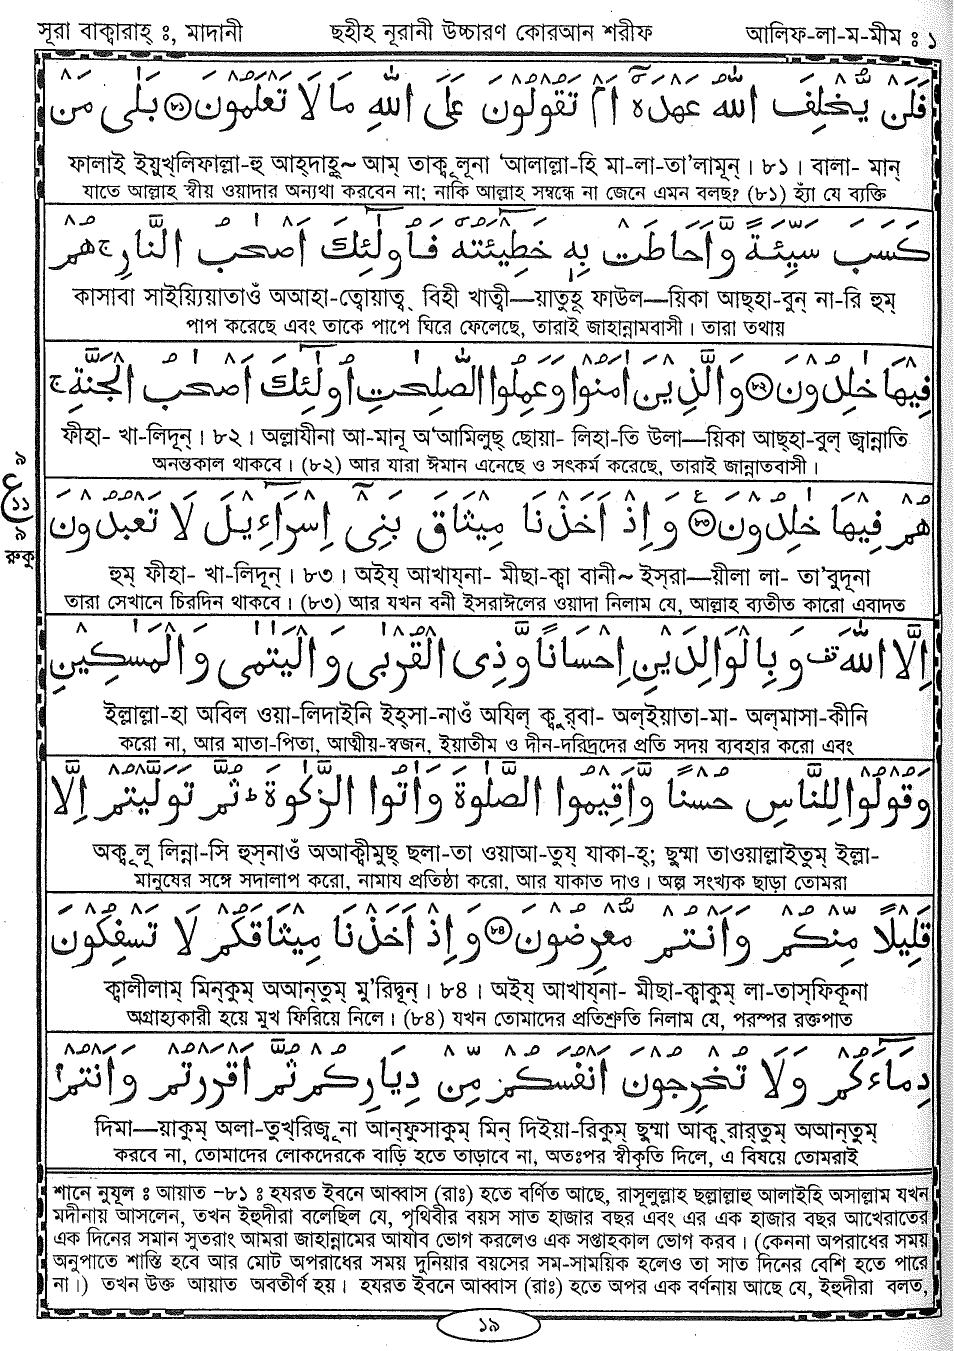 সূরা বাক্বারাহ্ ঃ, মাদানী ছহীহ নূরানী উচ্চারণ কোরআন শরীফ আলিফ-লা-ম-মীম ঃ ১
فَلَنْ يُّخْلِفَ اللّٰهُ عَهْدَهٗٓ اَمْ تَقُوْلُوْنَ عَلَى اللّٰهِ مَا لَا تَعْلَمُوْنَ ﴿۸۰﴾ بَلٰى مَنْ
ফালাই ইয়ুখ্‌লিফাল্লা-হু আহ্‌দাহূ~ আম্ তাক্বূলূনা ‘আলাল্লা-হি মা-লা-তা’লামূন্। ৮১। বালা- মান্
যাতে আল্লাহ স্বীয় ওয়াদার অন্যথা করবেন না; নাকি আল্লাহ সম্বন্ধে না জেনে এমন বলছ? (৮১) হ্যাঁ যে ব্যক্তি
كَسَبَ سَيِّئَةً وَّاَحَاطَتْ بِهٖ خَطِيْئَتُهٗ فَاُولٰٓئِكَ اَصْحٰبُ النَّارِ ج هُمْ
কাসাবা সাইয়্যিয়াতাওঁ অআহা-ত্বোয়াত্ব্ বিহী খাত্বী—য়াতুহূ ফাউল—য়িকা আছ্‌হা-বুন্ না-রি হুম্
পাপ করেছে এবং তাকে পাপে ঘিরে ফেলেছে, তারাই জাহান্নামবাসী। তারা তথায়
فِيْهَا خٰلِدُوْنَ ﴿۸۲﴾ وَالَّذِيْنَ اٰمَنُوْا وَعَمِلُوا الصّٰلِحٰتِ اُولٰٓئِكَ اَصْحٰبُ الْجَنَّةِ ج
ফীহা- খা-লিদূন্। ৮২। অল্লাযীনা আ-মানূ অ‘আমিলুছ্ ছোয়া- লিহা-তি উলা—য়িকা আছ্‌হা-বুল্ জ্বান্নাতি
অনন্তকাল থাকবে। (৮২) আর যারা ঈমান এনেছে ও সৎকর্ম করেছে, তারাই জান্নাতবাসী।
هُمْ فِيْهَا خٰلِدُوْنَ ﴿۸۳﴾ وَاِذْ اَخَذْنَا مِيْثَاقَ بَنِىْٓ اِسْرَآءِيْلَ لَا تَعْبُدُوْنَ
হুম্ ফীহা- খা-লিদূন্। ৮৩। অইয্ আখায্‌না- মীছা-ক্বা বানী~ ইস্‌রা—য়ীলা লা- তা’বুদূনা
তারা সেখানে চিরদিন থাকবে। (৮৩) আর যখন বনী ইসরাঈলের ওয়াদা নিলাম যে, আল্লাহ ব্যতীত কারো এবাদত
৯
ع
১১
৯
রুকু
اِلَّا اللّٰهَ قف وَبِالْوَالِدَيْنِ اِحْسَانًا وَّذِى الْقُرْبٰى وَالْيَتٰمٰى وَالْمَسٰكِيْنِ
ইল্লাল্লা-হা অবিল ওয়া-লিদাইনি ইহ্‌সা-নাওঁ অযিল্ ক্বুর্‌বা- অল্‌ইয়াতা-মা- অল্‌মাসা-কীনি
করো না, আর মাতা-পিতা, আত্মীয়-স্বজন, ইয়াতীম ও দীন-দরিদ্রদের প্রতি সদয় ব্যবহার করো এবং
وَقُوْلُوْا لِلنَّاسِ حُسْنًا وَّاَقِيْمُوا الصَّلٰوةَ وَاٰتُوا الزَّكٰوةَ ط ثُمَّ تَوَلَّيْتُمْ اِلَّا
অক্বূলূ লিন্না-সি হুস্‌নাওঁ অআক্বীমুছ্ ছলা-তা ওয়াআ-তুয্ যাকা-হ্; ছুম্মা তাওয়াল্লাইতুম্ ইল্লা-
মানুষের সঙ্গে সদালাপ করো, নামায প্রতিষ্ঠা করো, আর যাকাত দাও। অল্প সংখ্যক ছাড়া তোমরা
قَلِيْلًا مِّنْكُمْ وَاَنْتُمْ مُّعْرِضُوْنَ ﴿۸۴﴾ وَاِذْ اَخَذْنَا مِيْثَاقَكُمْ لَا تَسْفِكُوْنَ
ক্বালীলাম্ মিন্‌কুম্ অআন্‌তুম্ মু’রিদ্বূন্। ৮৪। অইয্ আখায্‌না- মীছা-ক্বাকুম্ লা-তাস্‌ফিকূনা
অগ্রাহ্যকারী হয়ে মুখ ফিরিয়ে নিলে। (৮৪) যখন তোমাদের প্রতিশ্রুতি নিলাম যে, পরস্পর রক্তপাত
دِمَآءَكُمْ وَلَا تُخْرِجُوْنَ اَنْفُسَكُمْ مِّنْ دِيَارِكُمْ ثُمَّ اَقْرَرْتُمْ وَاَنْتُمْ
দিমা—য়াকুম্ অলা-তুখ্‌রিজ্বূনা আন্‌ফুসাকুম্ মিন্ দিইয়া-রিকুম্ ছুম্মা আক্ব্‌রার্‌তুম্ অআন্‌তুম্
করবে না, তোমাদের লোকদেরকে বাড়ি হতে তাড়াবে না, অতঃপর স্বীকৃতি দিলে, এ বিষয়ে তোমরাই
শানে নুযূল ঃ আয়াত –৮১ ঃ হযরত ইবনে আব্বাস (রাঃ) হতে বর্ণিত আছে, রাসূলুল্লাহ ছল্লাল্লাহু আলাইহি অসাল্লাম যখন
মদীনায় আসলেন, তখন ইহুদীরা বলেছিল যে, পৃথিবীর বয়স সাত হাজার বছর এবং এর এক হাজার বছর আখেরাতের
এক দিনের সমান সুতরাং আমরা জাহান্নামের আযাব ভোগ করলেও এক সপ্তাহকাল ভোগ করব। (কেননা অপরাধের সময়
অনুপাতে শাস্তি হবে আর মোট অপরাধের সময় দুনিয়ার বয়সের সম-সাময়িক হলেও তা সাত দিনের বেশি হতে পারে
না।) তখন উক্ত আয়াত অবতীর্ণ হয়। হযরত ইবনে আব্বাস (রাঃ) হতে অপর এক বর্ণনায় আছে যে, ইহুদীরা বলত,
১৯